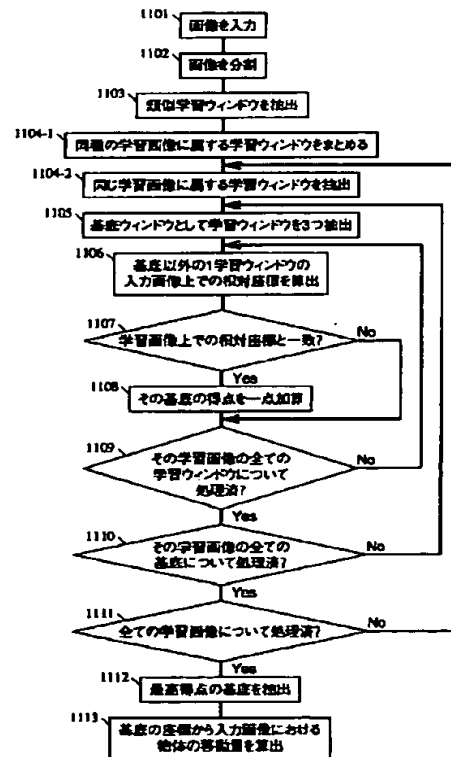 1101
画像を入力
1102
画像を分割
1103
類似学習ウィンドウを抽出
1104-1
同種の学習画像に属する学習ウィンドウをまとめる
1104-2
同じ学習画像に属する学習ウィンドウを抽出
1105
基底ウィンドウとして学習ウィンドウを3つ抽出
1106
基底以外の1学習ウィンドウの
入力画像上での相対座標を算出
1107
学習画像上での相対座標と一致?
No
Yes
1108
その基底の得点を一点加算
1109
その学習画像の全ての
学習ウィンドウについて
処理済?
No
Yes
1110
その学習画像の全ての
基底について処理済?
No
Yes
1111
全ての学習画像について処理済?
No
Yes
1112
最高得点の基底を抽出
1113
基底の座標から入力画像における
物体の移動量を算出